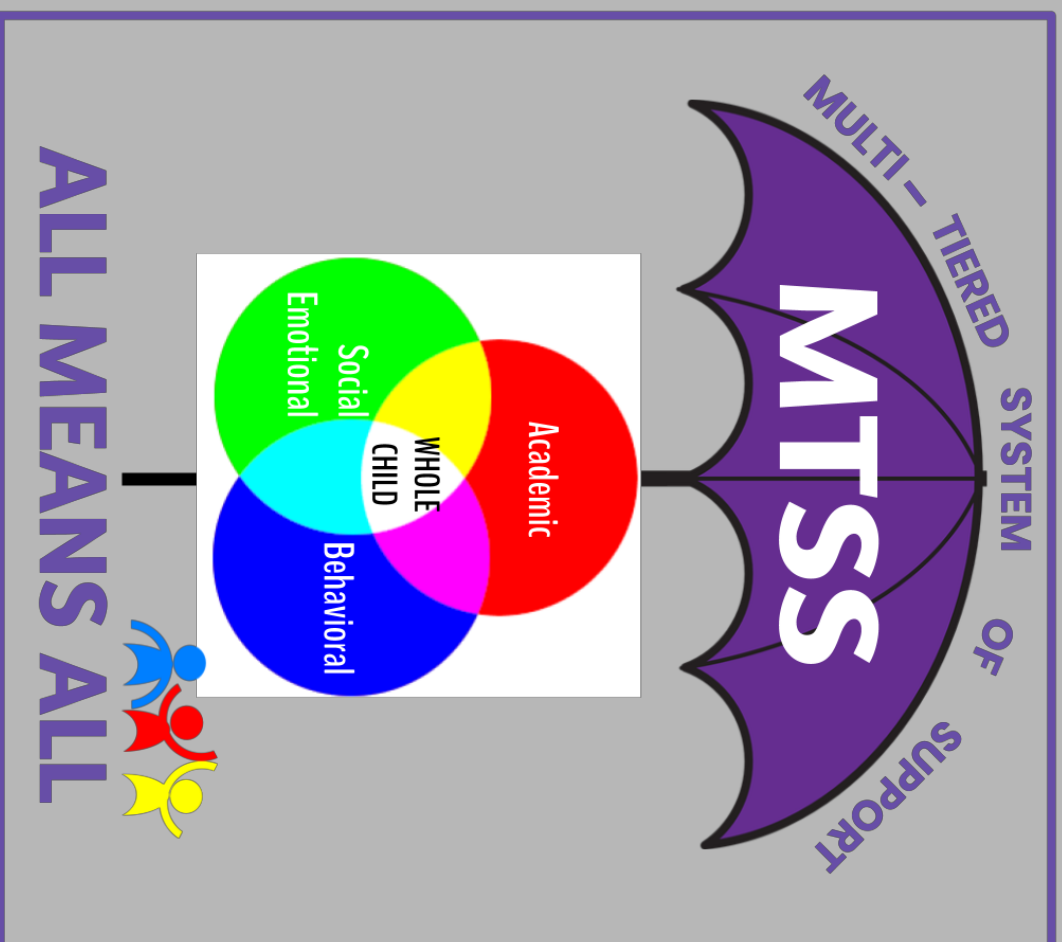 MULTI – TIERED SYSTEM OF SUPPORT
MTSS
Academic
WHOLE
CHILD
Social
Emotional
Behavioral
ALL MEANS ALL